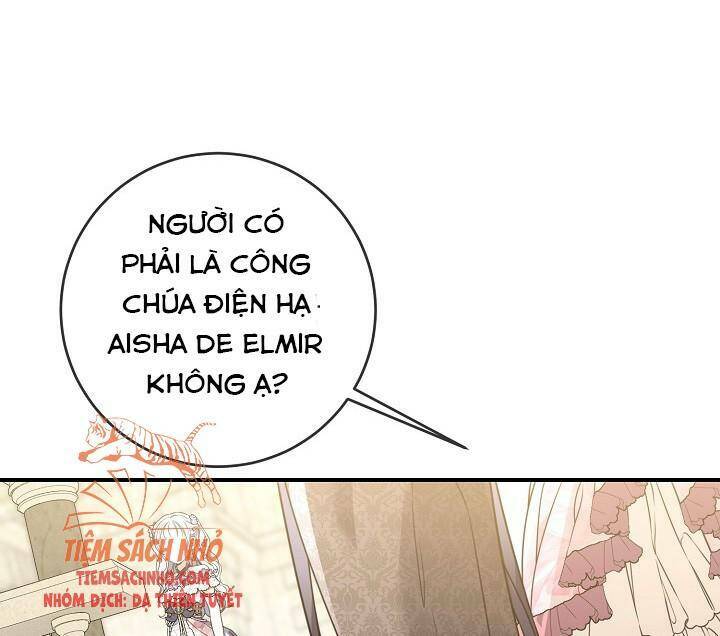 NGƯỜI CÓ
PHẢI LÀ CÔNG
CHÚA ĐIỆN HẠ
AISHA DE ELMIR
KHÔNG Ạ?
TIỆM SÁCH NHỎ
TIEMSACHNHO.COM
NHÓM DỊCH: DẠ THIÊN TUYẾT